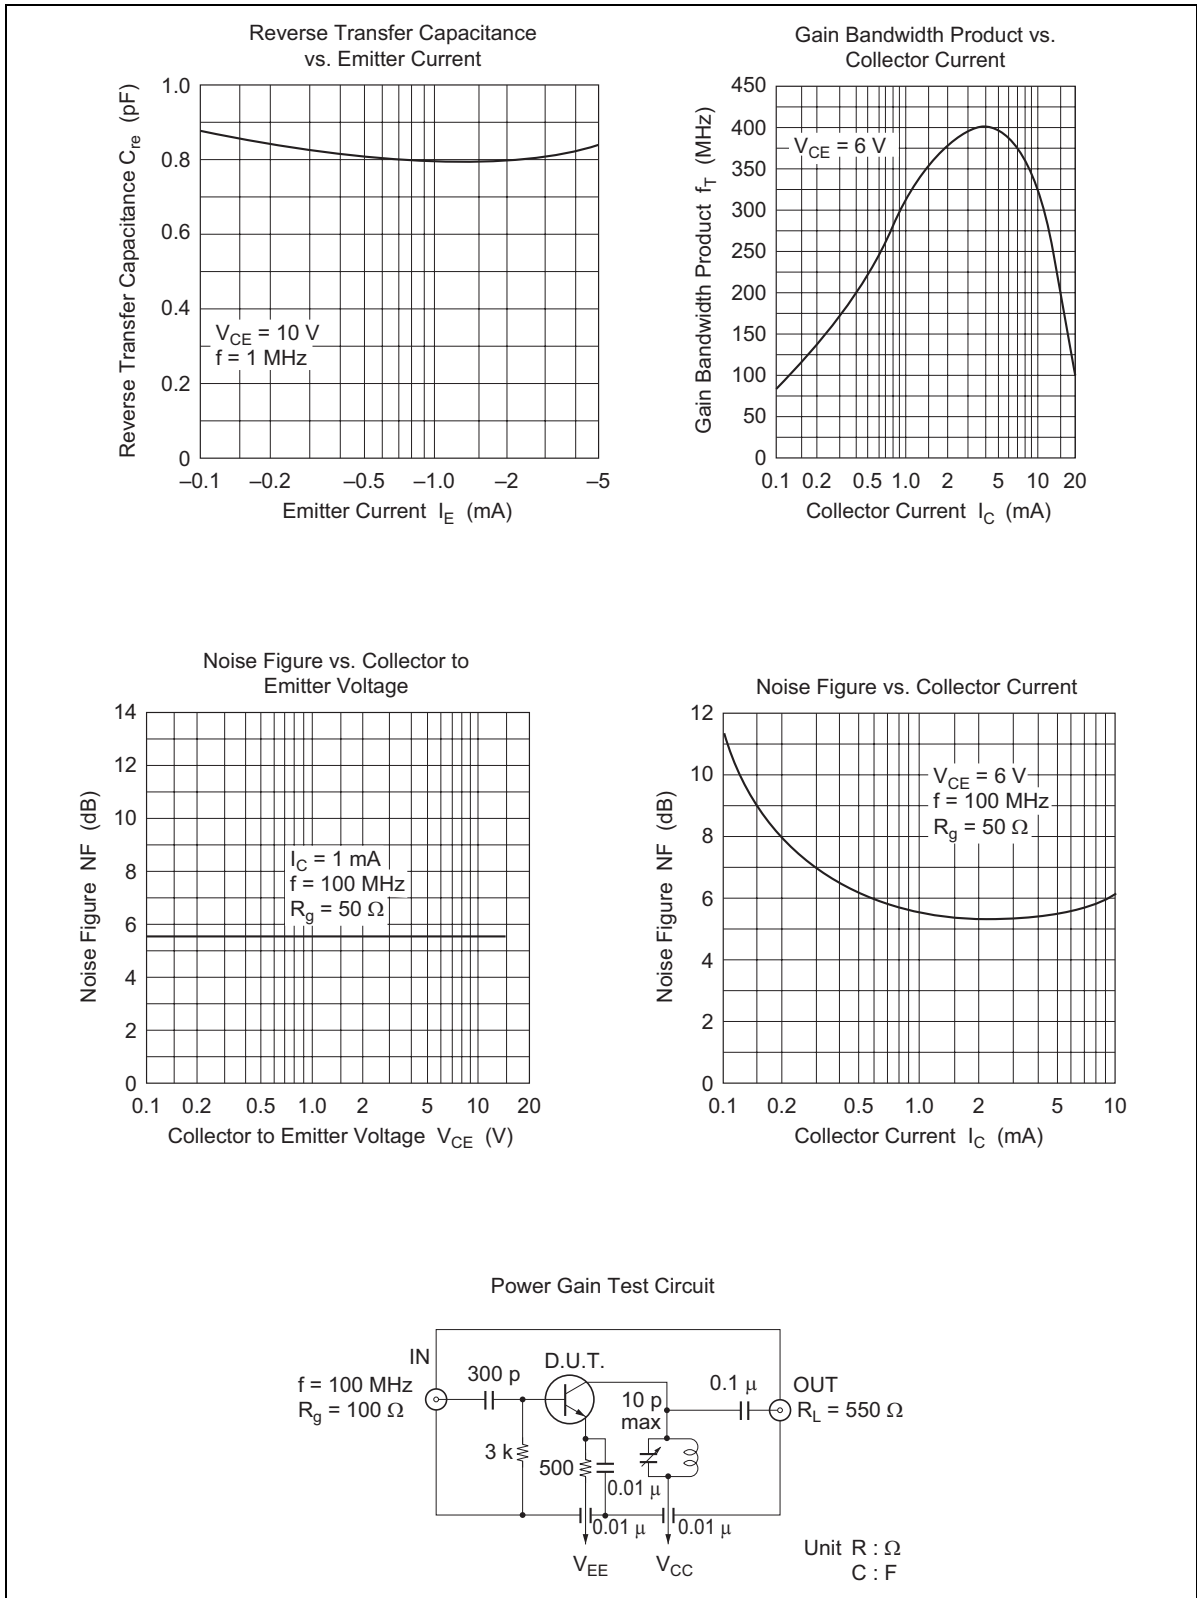 Reverse Transfer Capacitance
vs. Emitter Current
Reverse Transfer Capacitance Cre (pF)
1.0
0.8
0.6
0.4
0.2
0
VCE = 10 V
f = 1 MHz
–0.1 –0.2 –0.5 –1.0 –2 –5
Emitter Current IE (mA)
Gain Bandwidth Product vs.
Collector Current
Gain Bandwidth Product fT (MHz)
450
400
350
300
250
200
150
100
50
0
VCE = 6 V
0.1 0.2 0.5 1.0 2 5 10 20
Collector Current IC (mA)
Noise Figure vs. Collector to
Emitter Voltage
Noise Figure NF (dB)
14
12
10
8
6
4
2
0
IC = 1 mA
f = 100 MHz
Rg = 50 Ω
0.1 0.2 0.5 1.0 2 5 10 20
Collector to Emitter Voltage VCE (V)
Noise Figure vs. Collector Current
Noise Figure NF (dB)
12
10
8
6
4
2
0
VCE = 6 V
f = 100 MHz
Rg = 50 Ω
0.1 0.2 0.5 1.0 2 5 10
Collector Current IC (mA)
Power Gain Test Circuit
IN
f = 100 MHz
Rg = 100 Ω
300 p
D.U.T.
3 k
500
0.01 μ
10 p
max
0.1 μ
OUT
RL = 550 Ω
0.01 μ
0.01 μ
VEE
VCC
Unit R : Ω
C : F